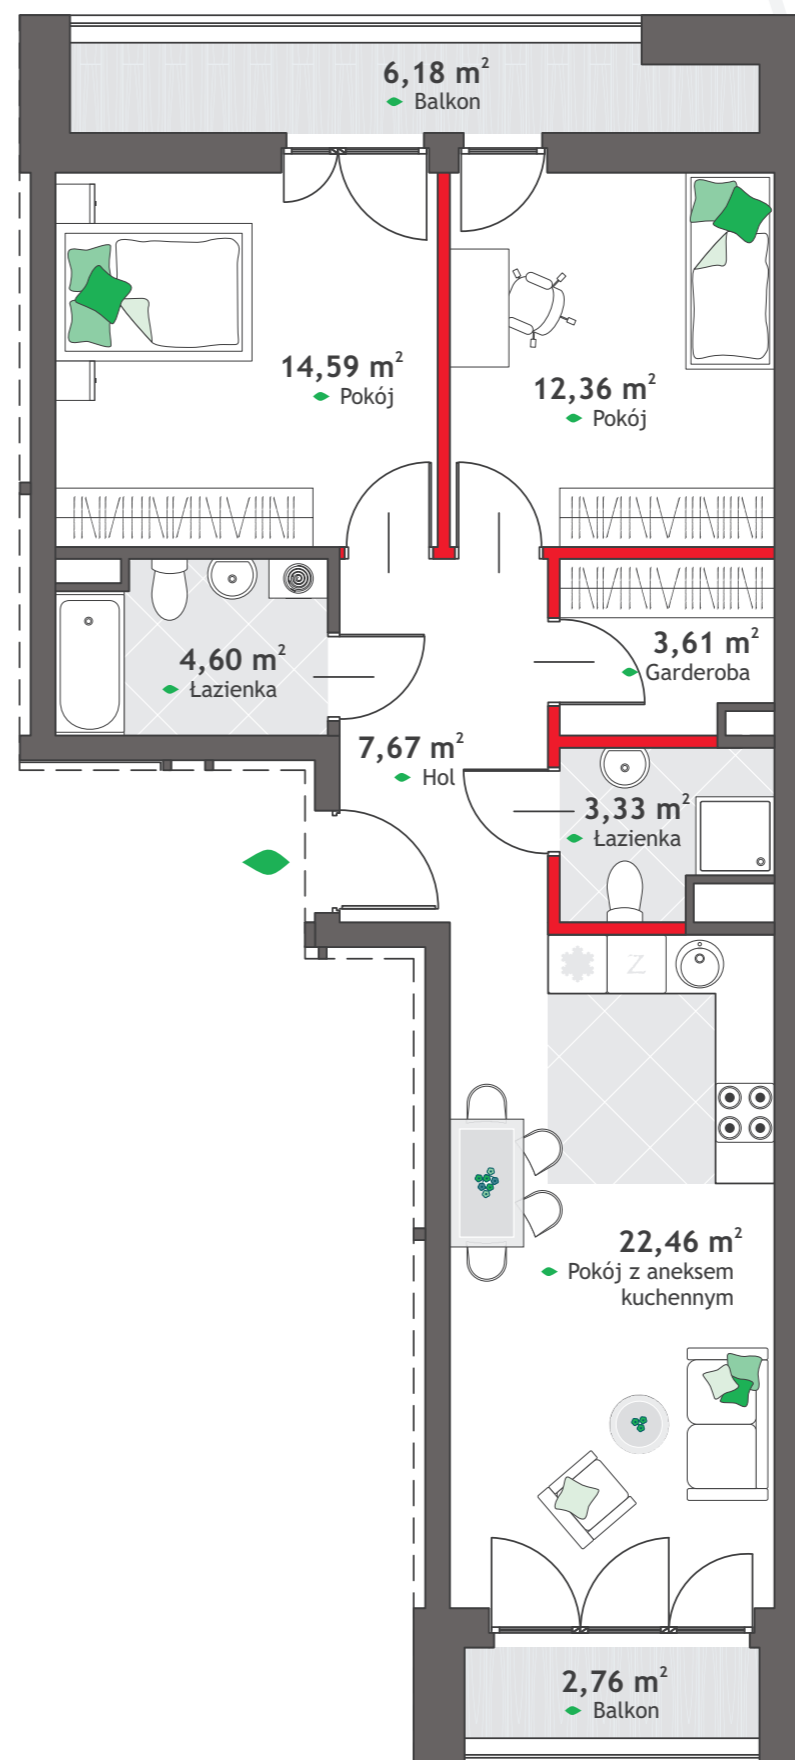 6,18 m²
Balkon
14,59 m²
Pokój
12,36 m²
Pokój
4,60 m²
Łazienka
3,61 m²
Garderoba
7,67 m²
Hol
3,33 m²
Łazienka
Z
22,46 m²
Pokój z aneksem
kuchennym
2,76 m²
Balkon